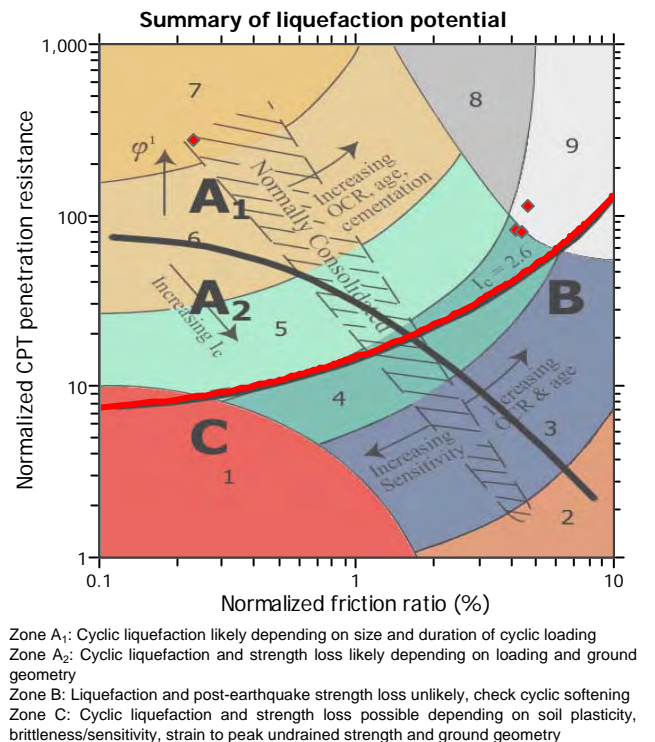 Summary of liquefaction potential
1,000
7
8
φ¹
9
Increasing
OCR, age,
cementation
Normally Consolidated
A1
100
6
Ic = 2.6
A2
B
Increasing Ic
5
10
4
Increasing
OCR & age
C
3
Increasing
Sensitivity
1
2
1
0.1
1
10
Normalized CPT penetration resistance
Normalized friction ratio (%)
Zone A1: Cyclic liquefaction likely depending on size and duration of cyclic loading
Zone A2: Cyclic liquefaction and strength loss likely depending on loading and ground
geometry
Zone B: Liquefaction and post-earthquake strength loss unlikely, check cyclic softening
Zone C: Cyclic liquefaction and strength loss possible depending on soil plasticity,
brittleness/sensitivity, strain to peak undrained strength and ground geometry